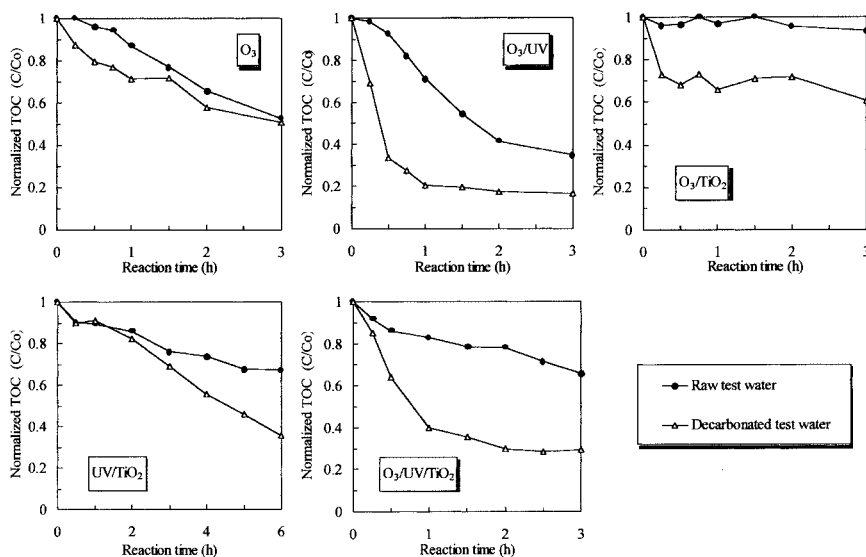 Normalized TOC (C/Co)
1
0.8
0.6
0.4
0.2
0
O3
0 1 2 3
Reaction time (h)
Normalized TOC (C/Co)
1
0.8
0.6
0.4
0.2
0
O3/UV
0 1 2 3
Reaction time (h)
Normalized TOC (C/Co)
1
0.8
0.6
0.4
0.2
0
O3/TiO2
0 1 2 3
Reaction time (h)
Normalized TOC (C/Co)
1
0.8
0.6
0.4
0.2
0
UV/TiO2
0 2 4 6
Reaction time (h)
Normalized TOC (C/Co)
1
0.8
0.6
0.4
0.2
0
O3/UV/TiO2
0 1 2 3
Reaction time (h)
Raw test water
Decarbonated test water